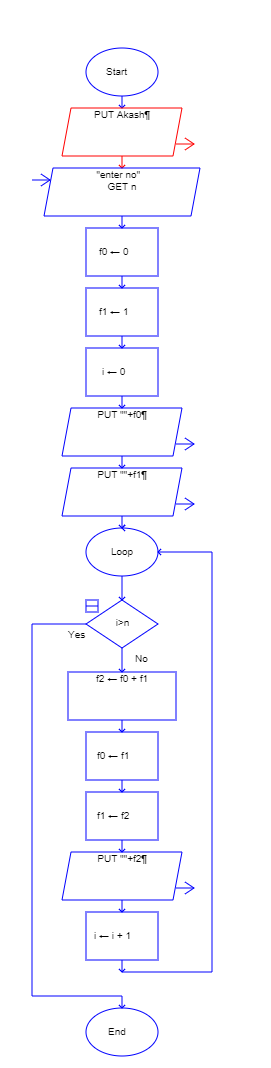 Start
PUT Akash¶
"enter no"
GET n
f0 ← 0
f1 ← 1
i ← 0
PUT ""+f0¶
PUT ""+f1¶
Loop
i>n
Yes
No
f2 ← f0 + f1
f0 ← f1
f1 ← f2
PUT ""+f2¶
i ← i + 1
End